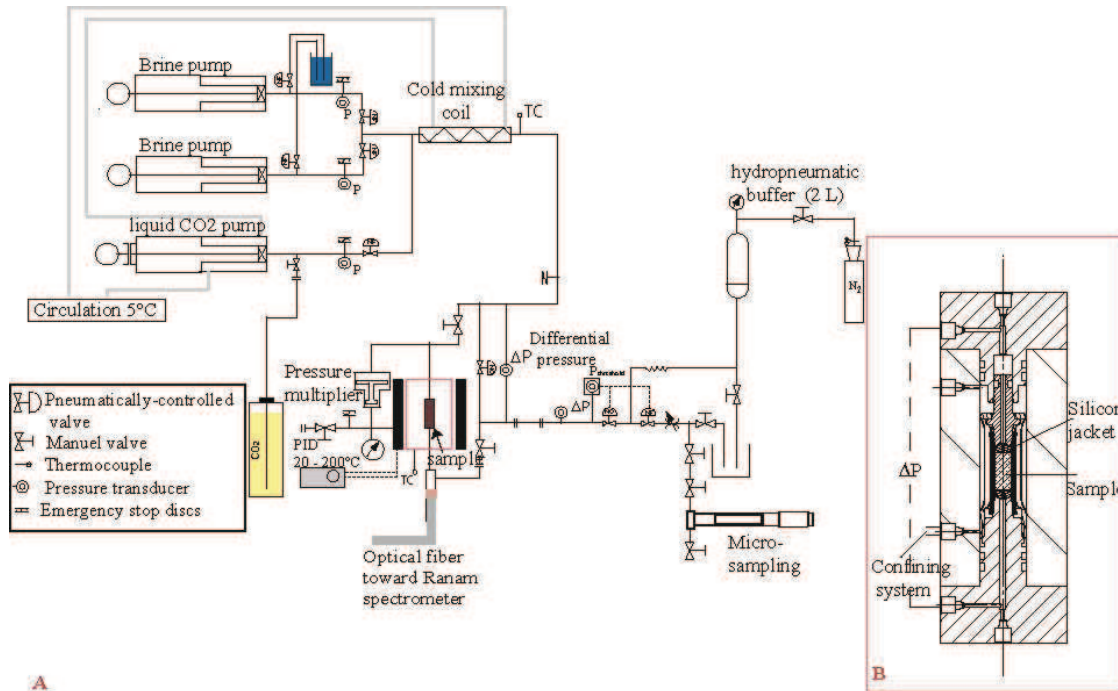 Brine pump
Cold mixing
coil
TC
P
Brine pump
P
hydropneumatic
buffer (2 L)
liquid CO2 pump
P
N2
Circulation 5°C
Differential
pressure
ΔP
Pthreshold
ΔP
Pressure
multiplier
Pneumatically-controlled
valve
Manuel valve
Thermocouple
Pressure transducer
Emergency stop discs
CO2
PID
20 - 200°C
sample
TC
Optical fiber
toward Ranam
spectrometer
Micro-
sampling
Silicon
jacket
ΔP
Sample
Confining
system
A
B